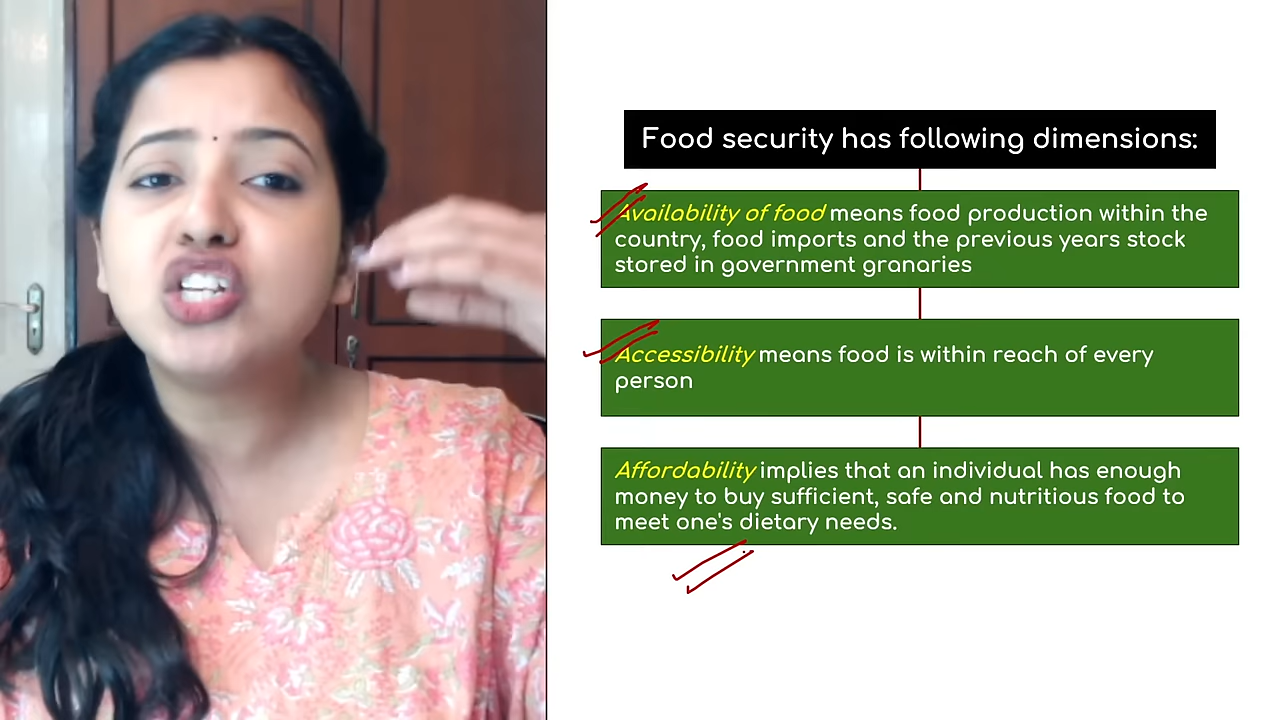 Food security has following dimensions:
Availability of food means food production within the
country, food imports and the previous years stock
stored in government granaries
Accessibility means food is within reach of every
person
Affordability implies that an individual has enough
money to buy sufficient, safe and nutritious food to
meet one's dietary needs.